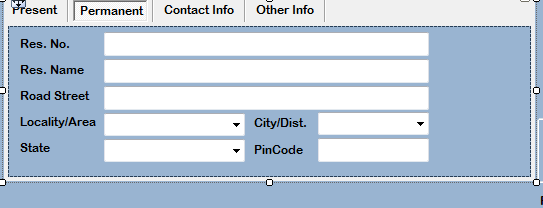 Present Permanent Contact Info Other Info
Res. No.
Res. Name
Road Street
Locality/Area City/Dist.
State PinCode